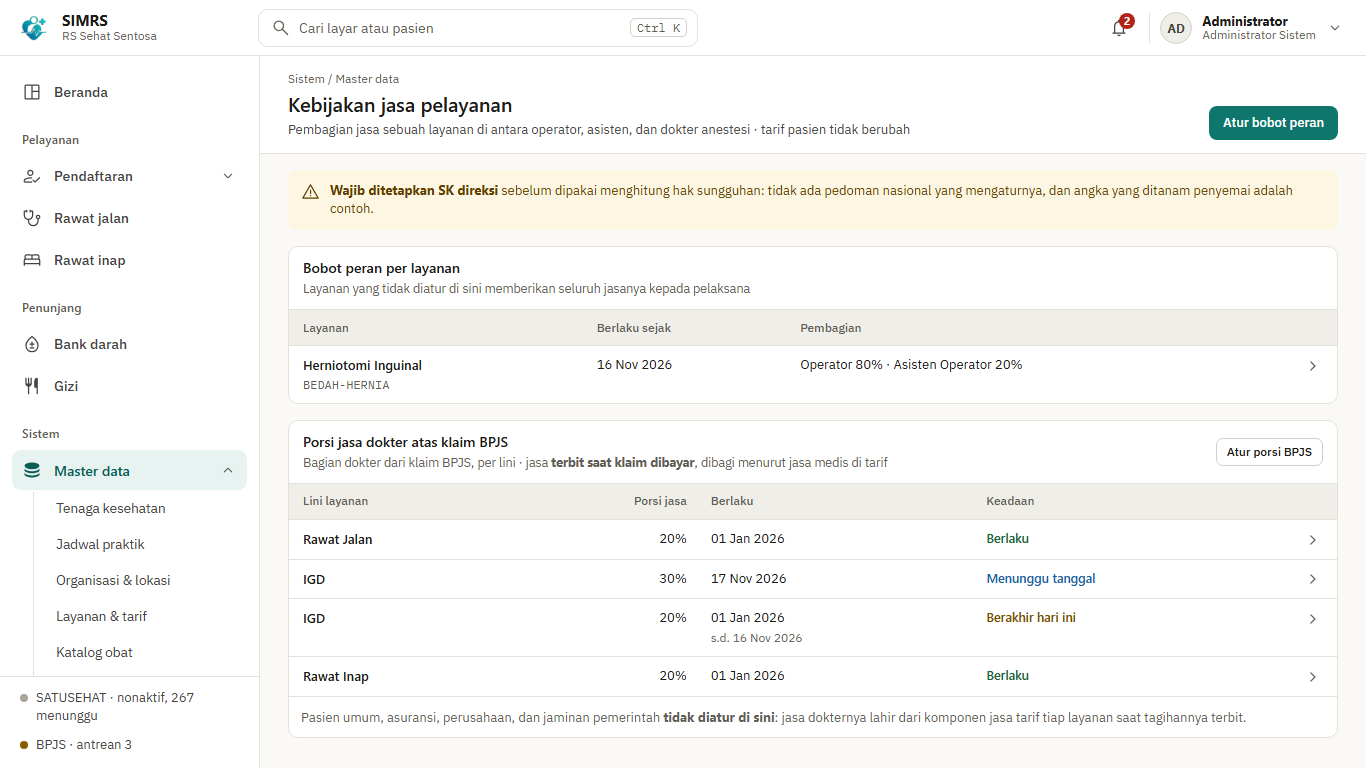 SIMRS
RS Sehat Sentosa
Cari layar atau pasien
Ctrl K
2
AD
Administrator
Administrator Sistem
Beranda
Pelayanan
Pendaftaran
Rawat jalan
Rawat inap
Penunjang
Bank darah
Gizi
Sistem
Master data
Tenaga kesehatan
Jadwal praktik
Organisasi & lokasi
Layanan & tarif
Katalog obat
SATUSEHAT · nonaktif, 267
menunggu
BPJS · antrean 3
Sistem / Master data
Kebijakan jasa pelayanan
Pembagian jasa sebuah layanan di antara operator, asisten, dan dokter anestesi · tarif pasien tidak berubah
Atur bobot peran
Wajib ditetapkan SK direksi sebelum dipakai menghitung hak sungguhan: tidak ada pedoman nasional yang mengaturnya, dan angka yang ditanam penyemai adalah
contoh.
Bobot peran per layanan
Layanan yang tidak diatur di sini memberikan seluruh jasanya kepada pelaksana
Layanan Berlaku sejak Pembagian
Herniotomi Inguinal 16 Nov 2026 Operator 80% · Asisten Operator 20%
BEDAH-HERNIA
Porsi jasa dokter atas klaim BPJS
Bagian dokter dari klaim BPJS, per lini · jasa terbit saat klaim dibayar, dibagi menurut jasa medis di tarif
Atur porsi BPJS
Lini layanan Porsi jasa Berlaku Keadaan
Rawat Jalan 20% 01 Jan 2026 Berlaku
IGD 30% 17 Nov 2026 Menunggu tanggal
IGD 20% 01 Jan 2026 Berakhir hari ini
s.d. 16 Nov 2026
Rawat Inap 20% 01 Jan 2026 Berlaku
Pasien umum, asuransi, perusahaan, dan jaminan pemerintah tidak diatur di sini: jasa dokternya lahir dari komponen jasa tarif tiap layanan saat tagihannya terbit.